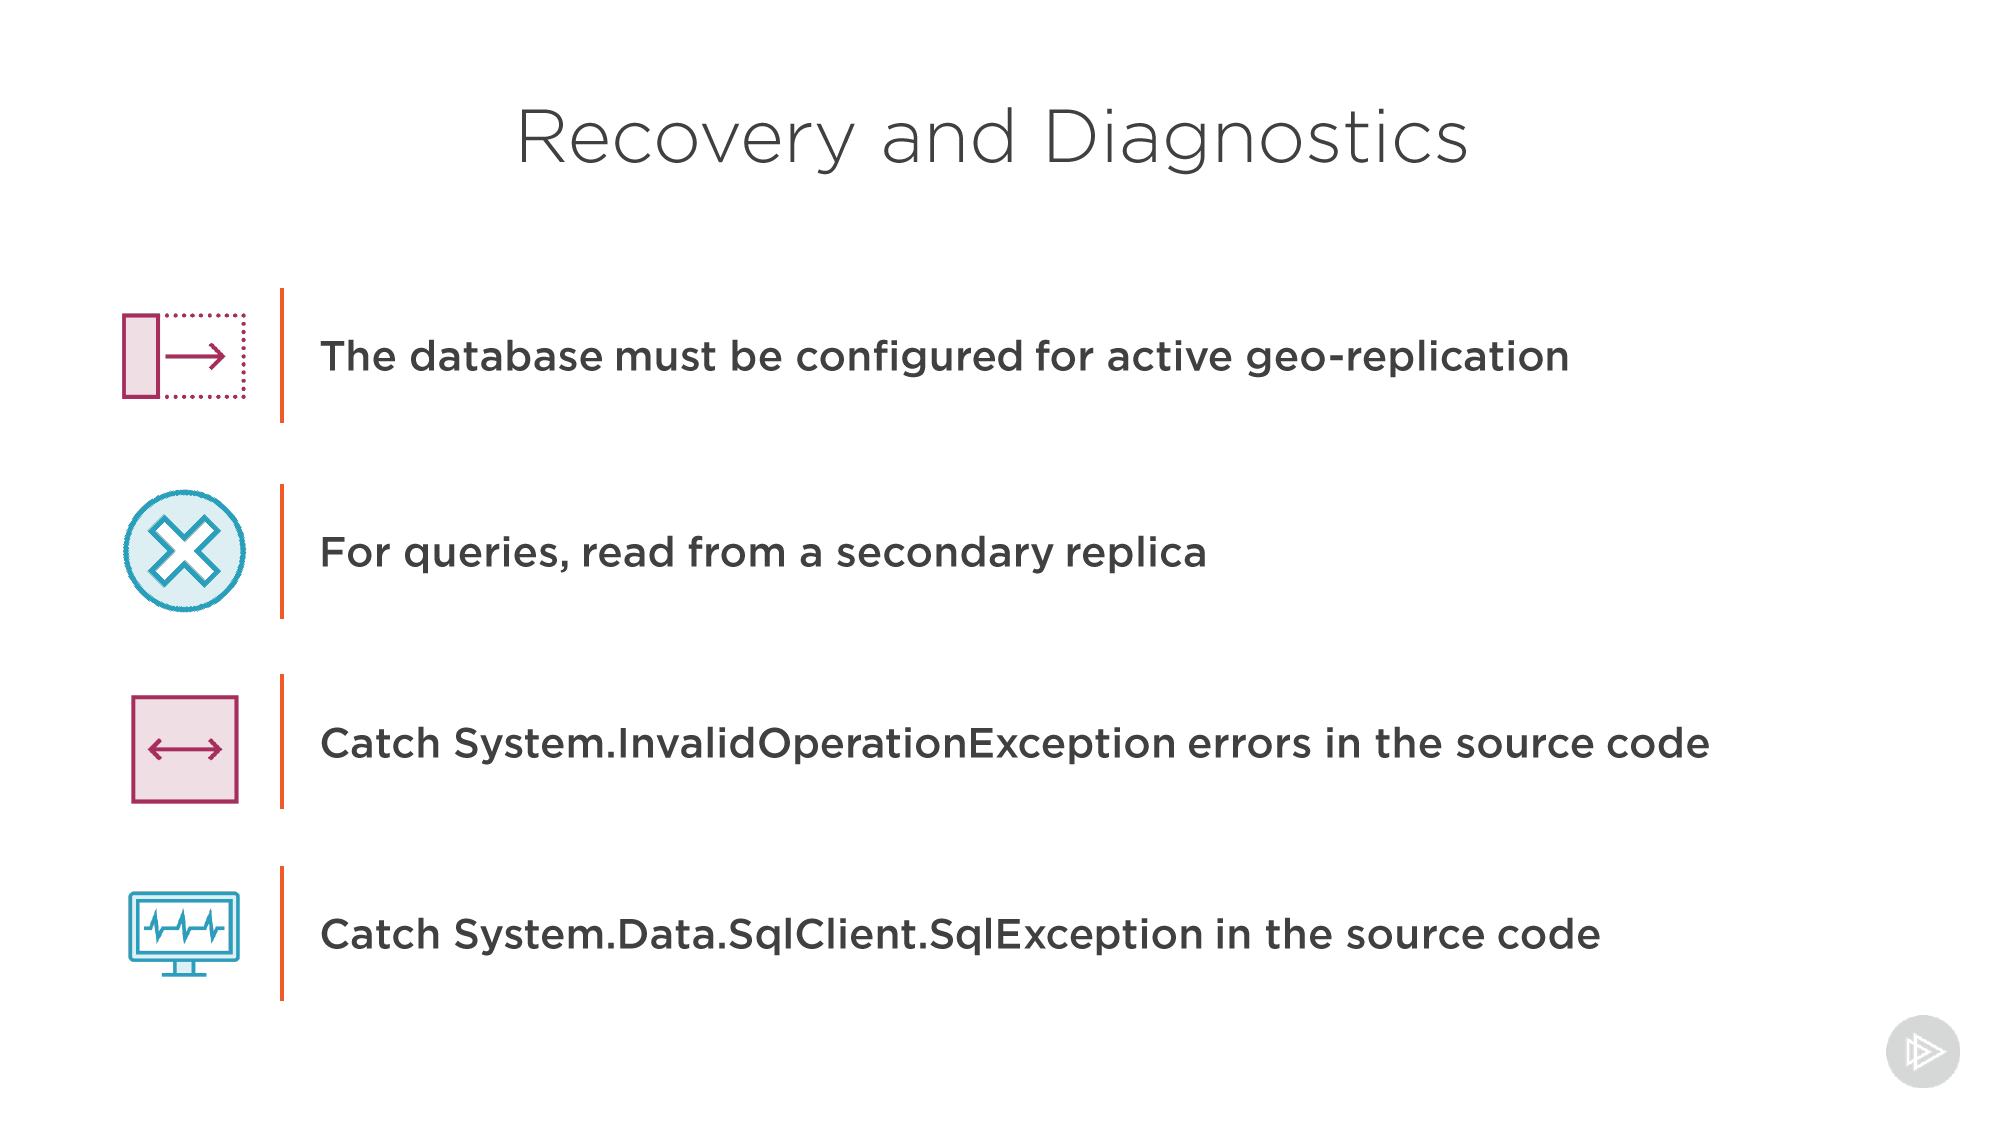 Recovery and Diagnostics
The database must be configured for active geo-replication
For queries, read from a secondary replica
Catch System.InvalidOperationException errors in the source code
Catch System.Data.SqlClient.SqlException in the source code